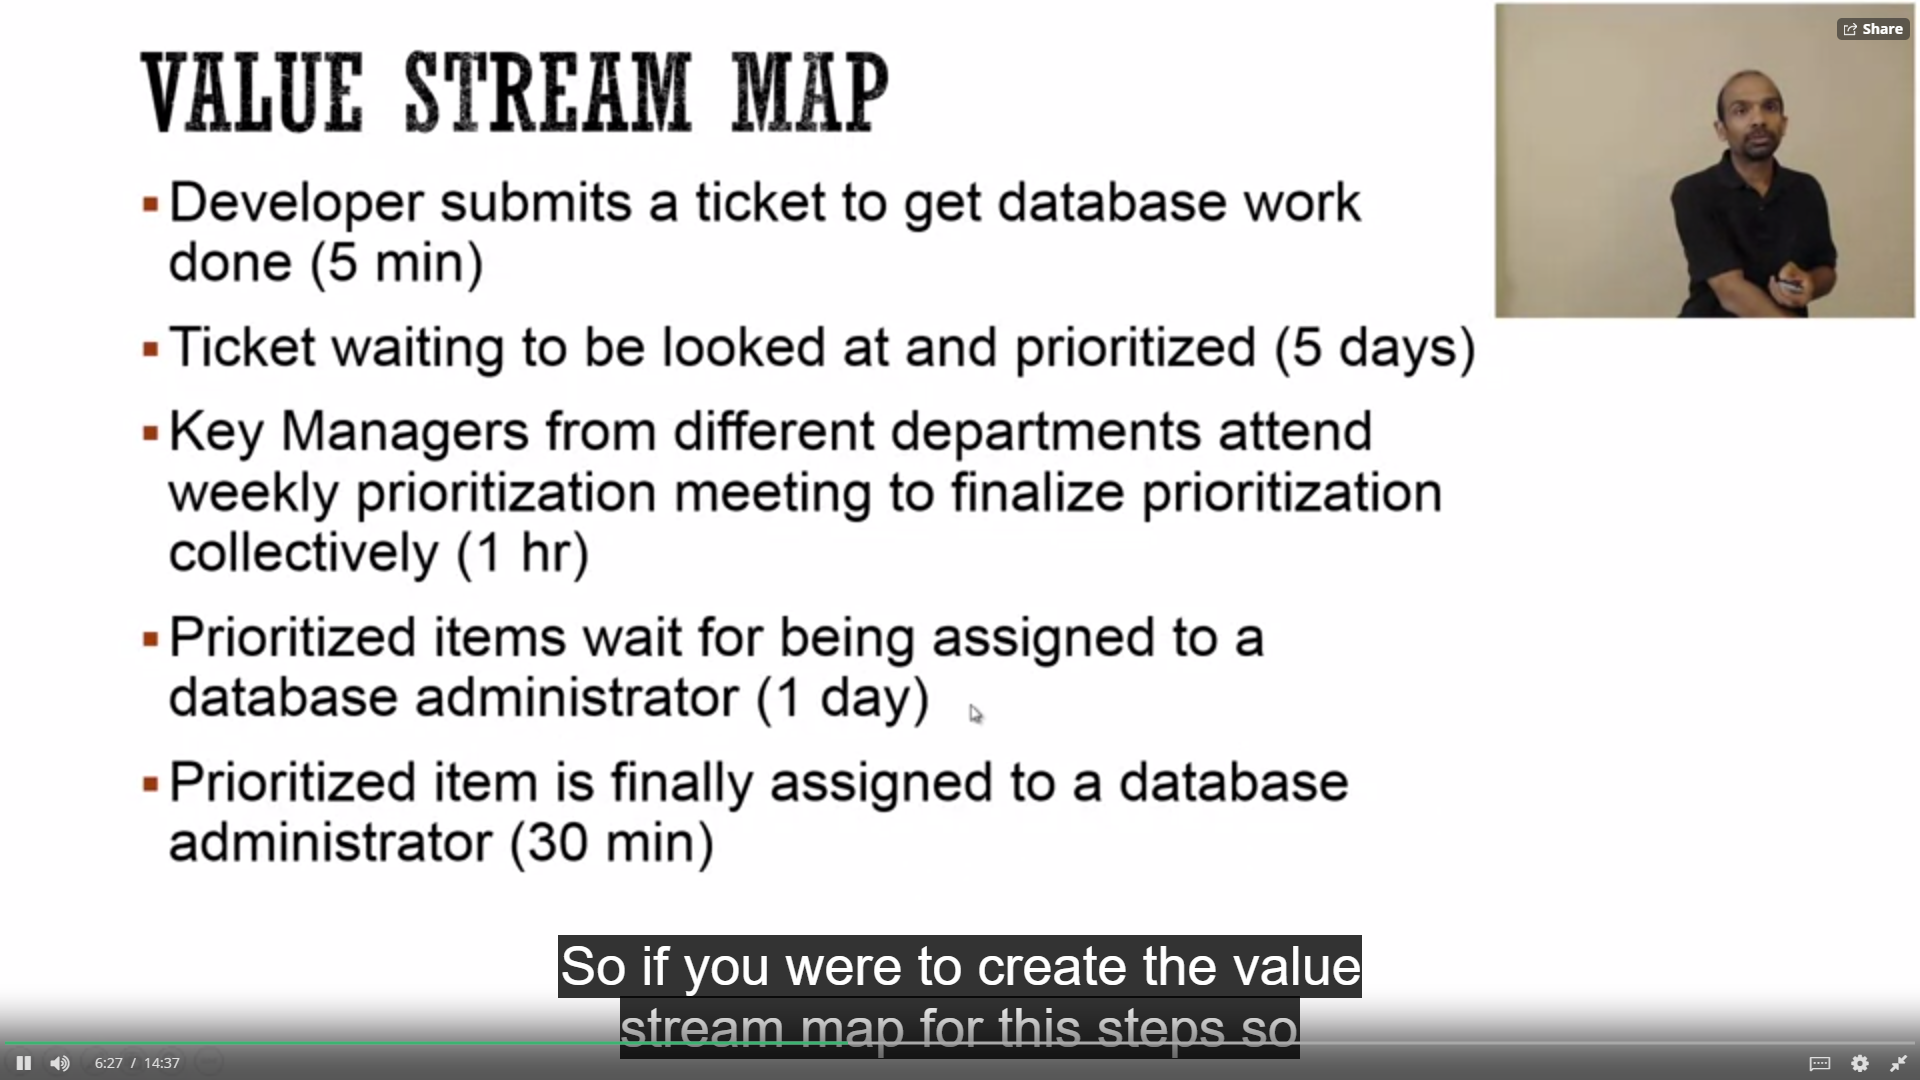 Share
VALUE STREAM MAP
Developer submits a ticket to get database work
done (5 min)
Ticket waiting to be looked at and prioritized (5 days)
Key Managers from different departments attend
weekly prioritization meeting to finalize prioritization
collectively (1 hr)
Prioritized items wait for being assigned to a
database administrator (1 day)
Prioritized item is finally assigned to a database
administrator (30 min)
So if you were to create the value
stream map for this steps so
6:27 / 14:37